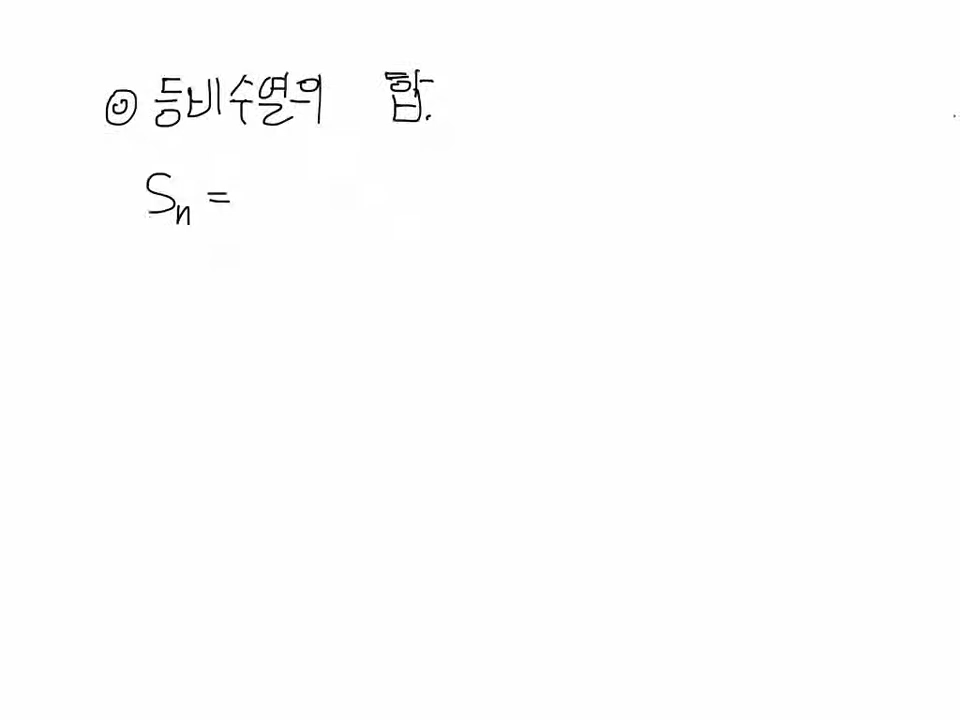 ◎ 등비수열의 합.
Sn =